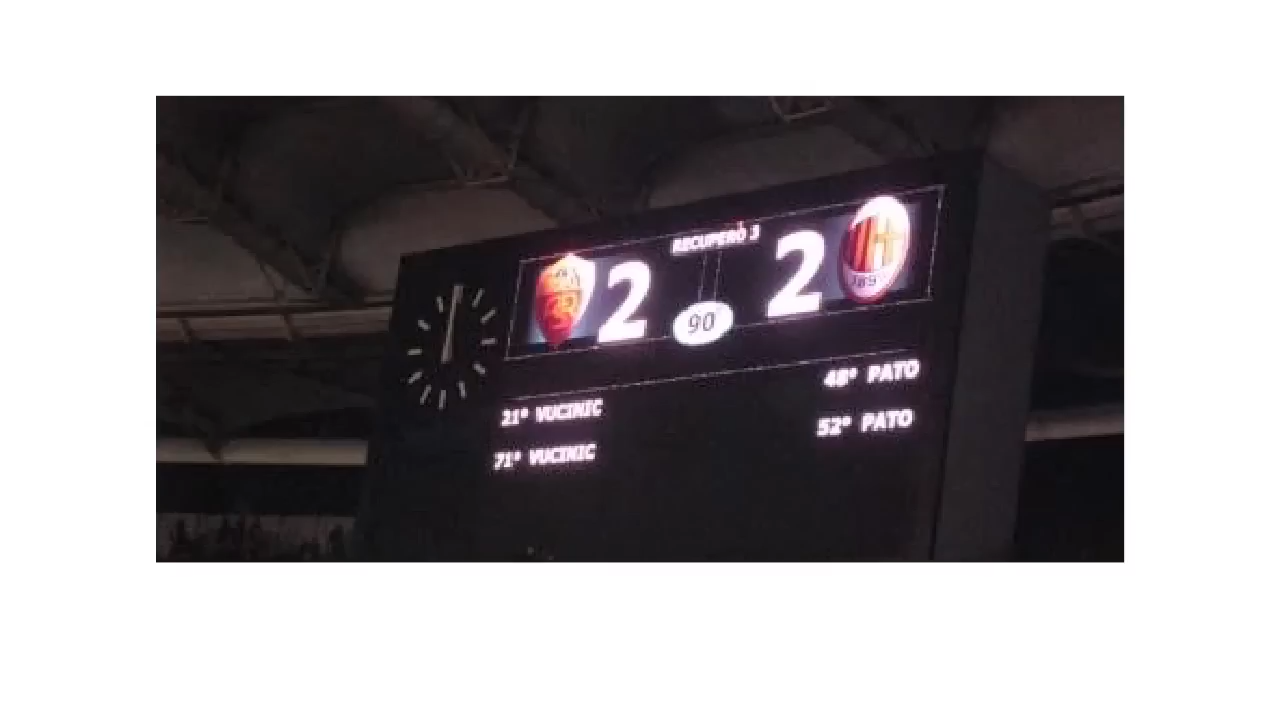 RECUPERO 3
2 2
90'
48° PATO
21° VUCINIC
52° PATO
71° VUCINIC